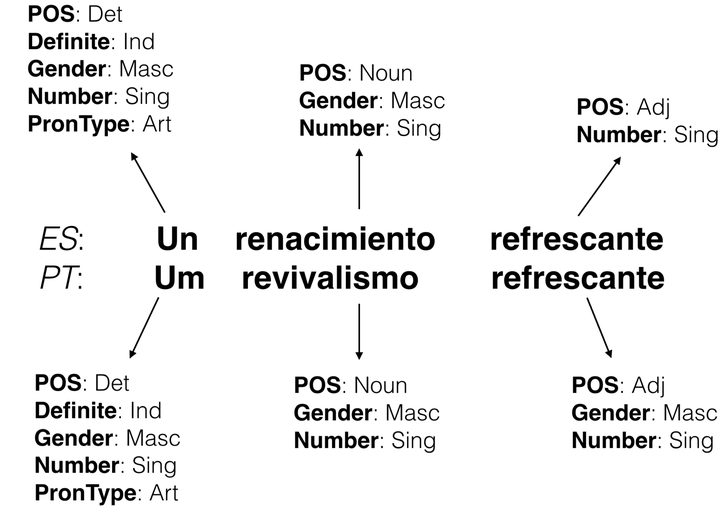 POS: Det
Definite: Ind
Gender: Masc
Number: Sing
PronType: Art
POS: Noun
Gender: Masc
Number: Sing
POS: Adj
Number: Sing
ES: Un renacimiento refrescante
PT: Um revivalismo refrescante
POS: Det
Definite: Ind
Gender: Masc
Number: Sing
PronType: Art
POS: Noun
Gender: Masc
Number: Sing
POS: Adj
Gender: Masc
Number: Sing